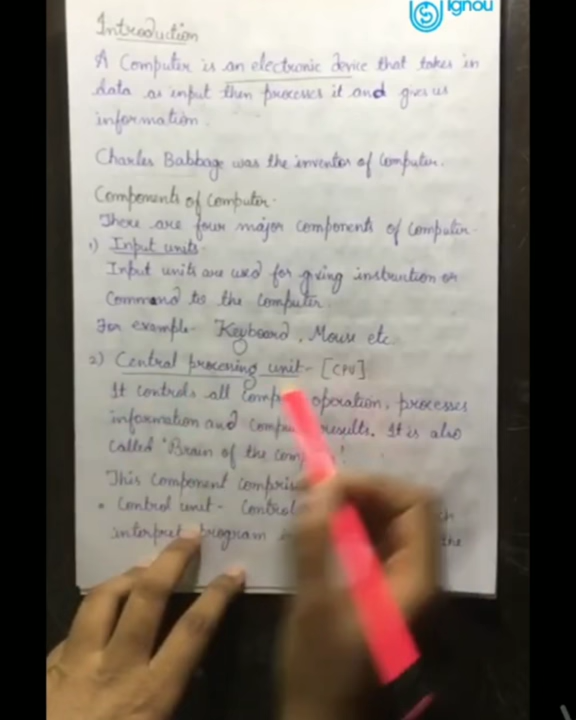 ignou
Introduction
A Computer is an electronic device that takes in
data as input then processes it and gives us
information.
Charles Babbage was the inventor of Computer.
Components of Computer.
There are four major components of Computer.
1) Input units.
Input units are used for giving instruction or
Command to the Computer.
For example- Keyboard, Mouse etc
2) Central processing unit- [CPU]
It controls all operation, processes
information and results. It is also
called 'Brain of the
This component
• Control unit-
interpret program
the